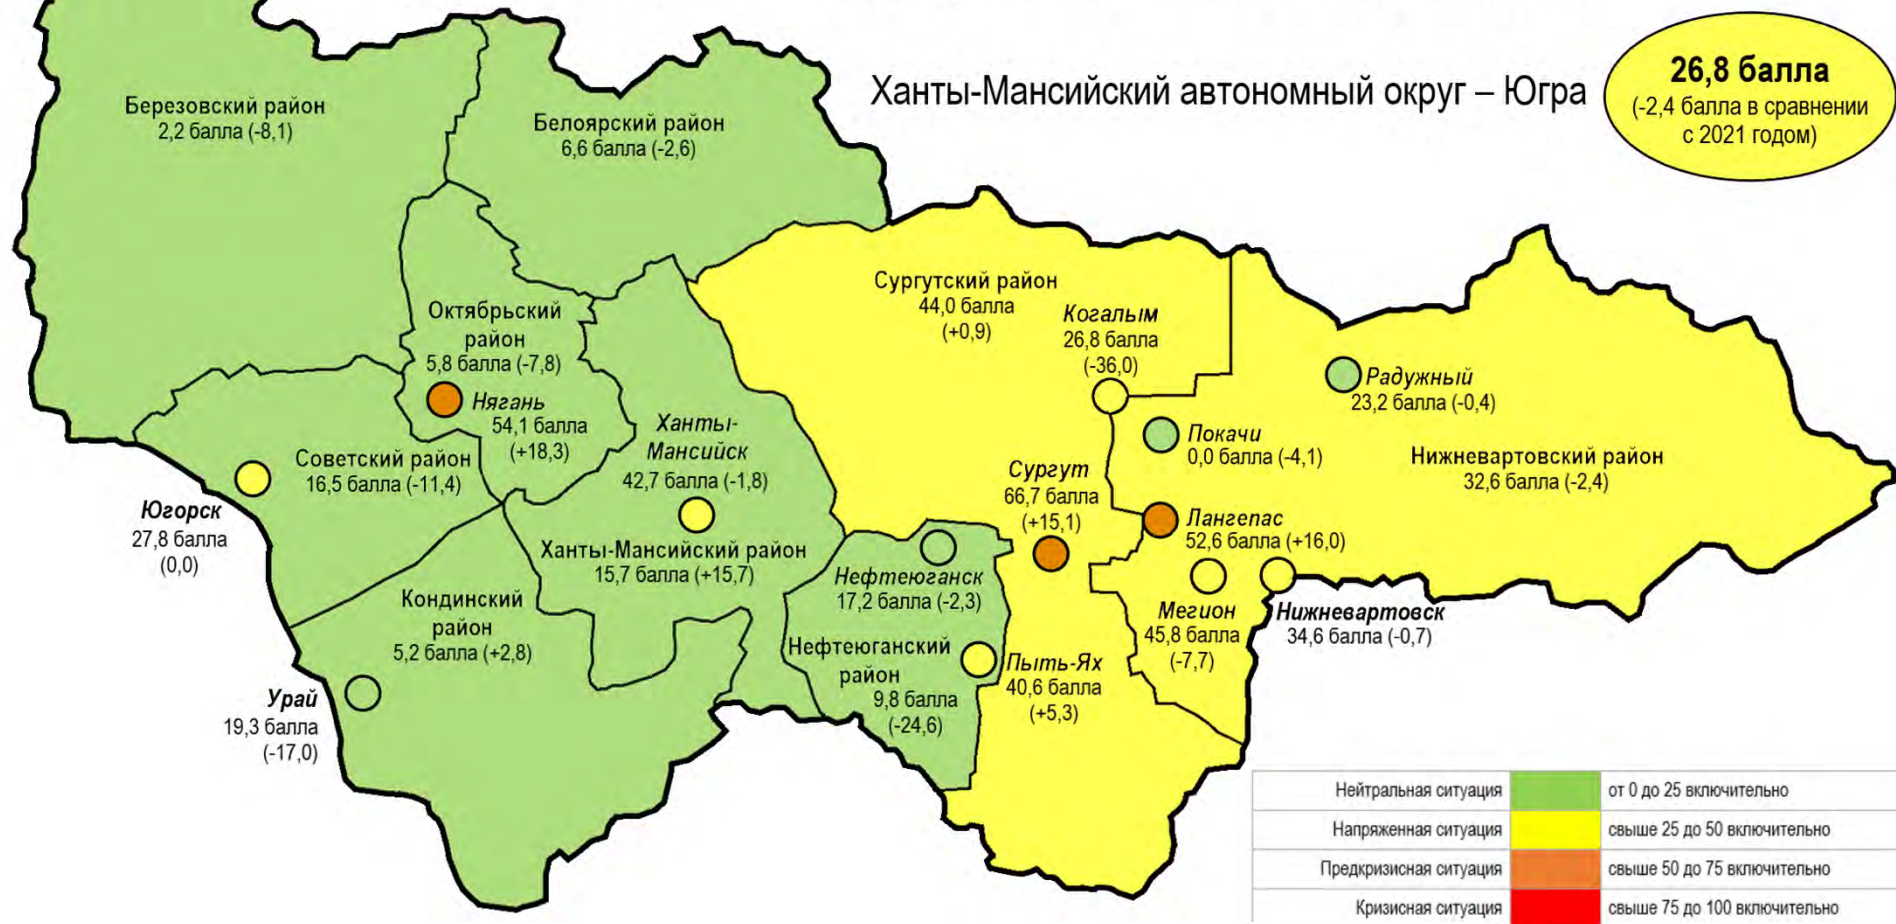 Ханты-Мансийский автономный округ – Югра
26,8 балла
(-2,4 балла в сравнении
с 2021 годом)
Березовский район
2,2 балла (-8,1)
Белоярский район
6,6 балла (-2,6)
Октябрьский
район
5,8 балла (-7,8)
Нягань
54,1 балла
(+18,3)
Сургутский район
44,0 балла
(+0,9)
Когалым
26,8 балла
(-36,0)
Радужный
23,2 балла (-0,4)
Покачи
0,0 балла (-4,1)
Нижневартовский район
32,6 балла (-2,4)
Ханты-
Мансийск
42,7 балла (-1,8)
Советский район
16,5 балла (-11,4)
Югорск
27,8 балла
(0,0)
Сургут
66,7 балла
(+15,1)
Лангепас
52,6 балла (+16,0)
Ханты-Мансийский район
15,7 балла (+15,7)
Нефтеюганск
17,2 балла (-2,3)
Мегион
45,8 балла
(-7,7)
Нижневартовск
34,6 балла (-0,7)
Кондинский
район
5,2 балла (+2,8)
Нефтеюганский
район
9,8 балла
(-24,6)
Пыть-Ях
40,6 балла
(+5,3)
Урай
19,3 балла
(-17,0)
Нейтральная ситуация от 0 до 25 включительно
Напряженная ситуация свыше 25 до 50 включительно
Предкризисная ситуация свыше 50 до 75 включительно
Кризисная ситуация свыше 75 до 100 включительно